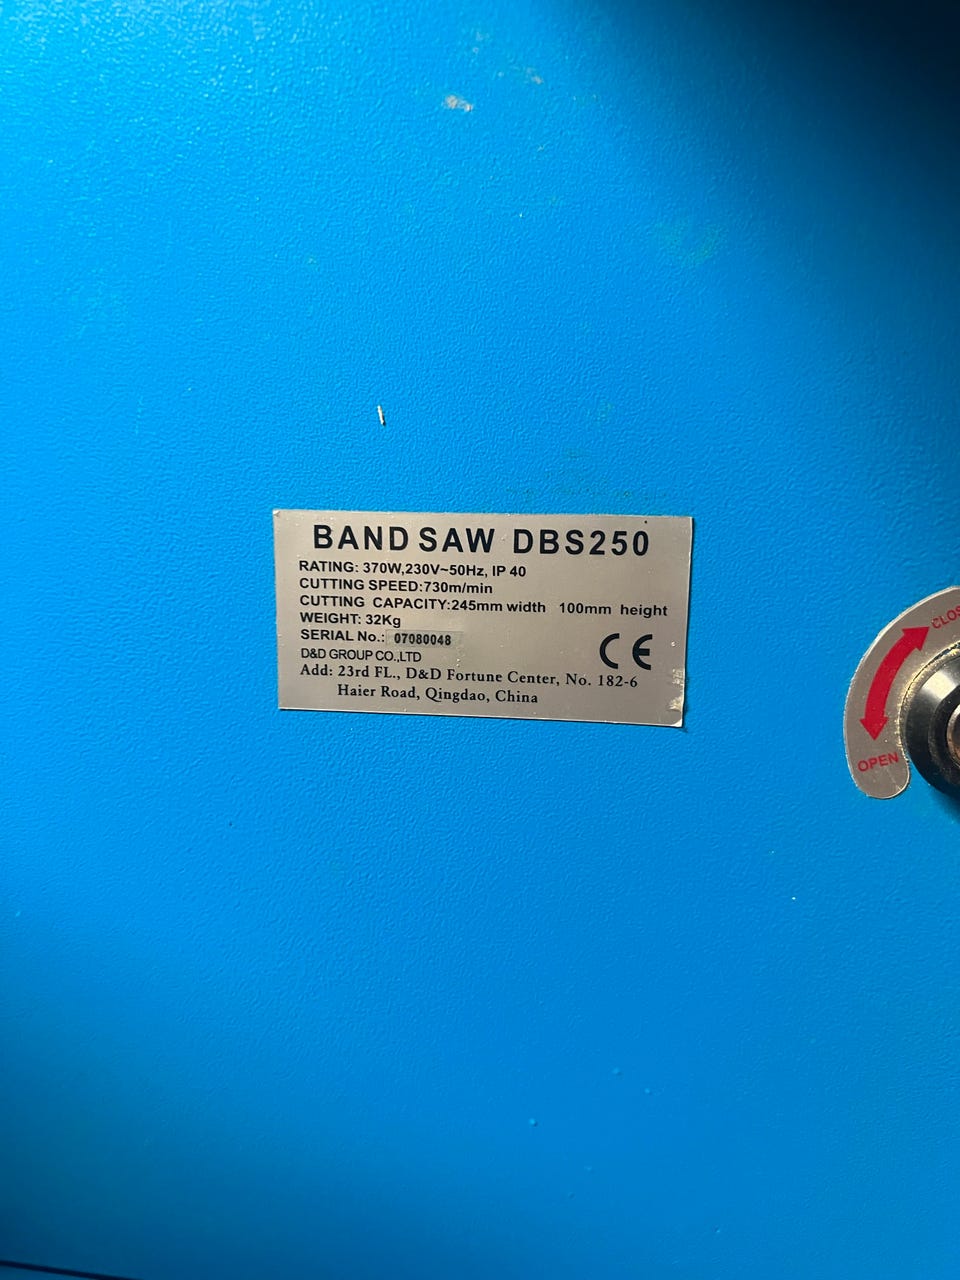 BAND SAW DBS250
RATING: 370W,230V~50Hz, IP 40
CUTTING SPEED:730m/min
CUTTING CAPACITY:245mm width 100mm height
WEIGHT: 32Kg
SERIAL No.: 07080048
CE
D&D GROUP CO.,LTD
Add: 23rd FL., D&D Fortune Center, No. 182-6
Haier Road, Qingdao, China
OPEN